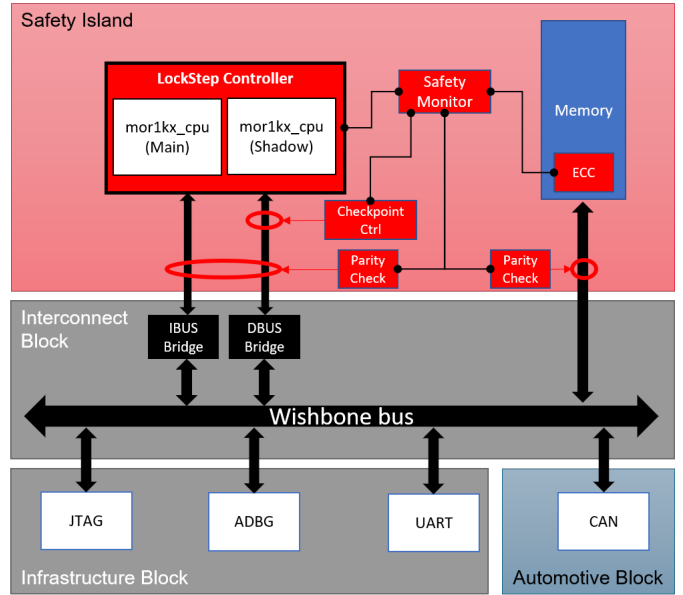 Safety Island
LockStep Controller
mor1kx_cpu
(Main)
mor1kx_cpu
(Shadow)
Safety
Monitor
Memory
ECC
Checkpoint
Ctrl
Parity
Check
Parity
Check
Interconnect
Block
IBUS
Bridge
DBUS
Bridge
Wishbone bus
JTAG
ADBG
UART
CAN
Infrastructure Block
Automotive Block